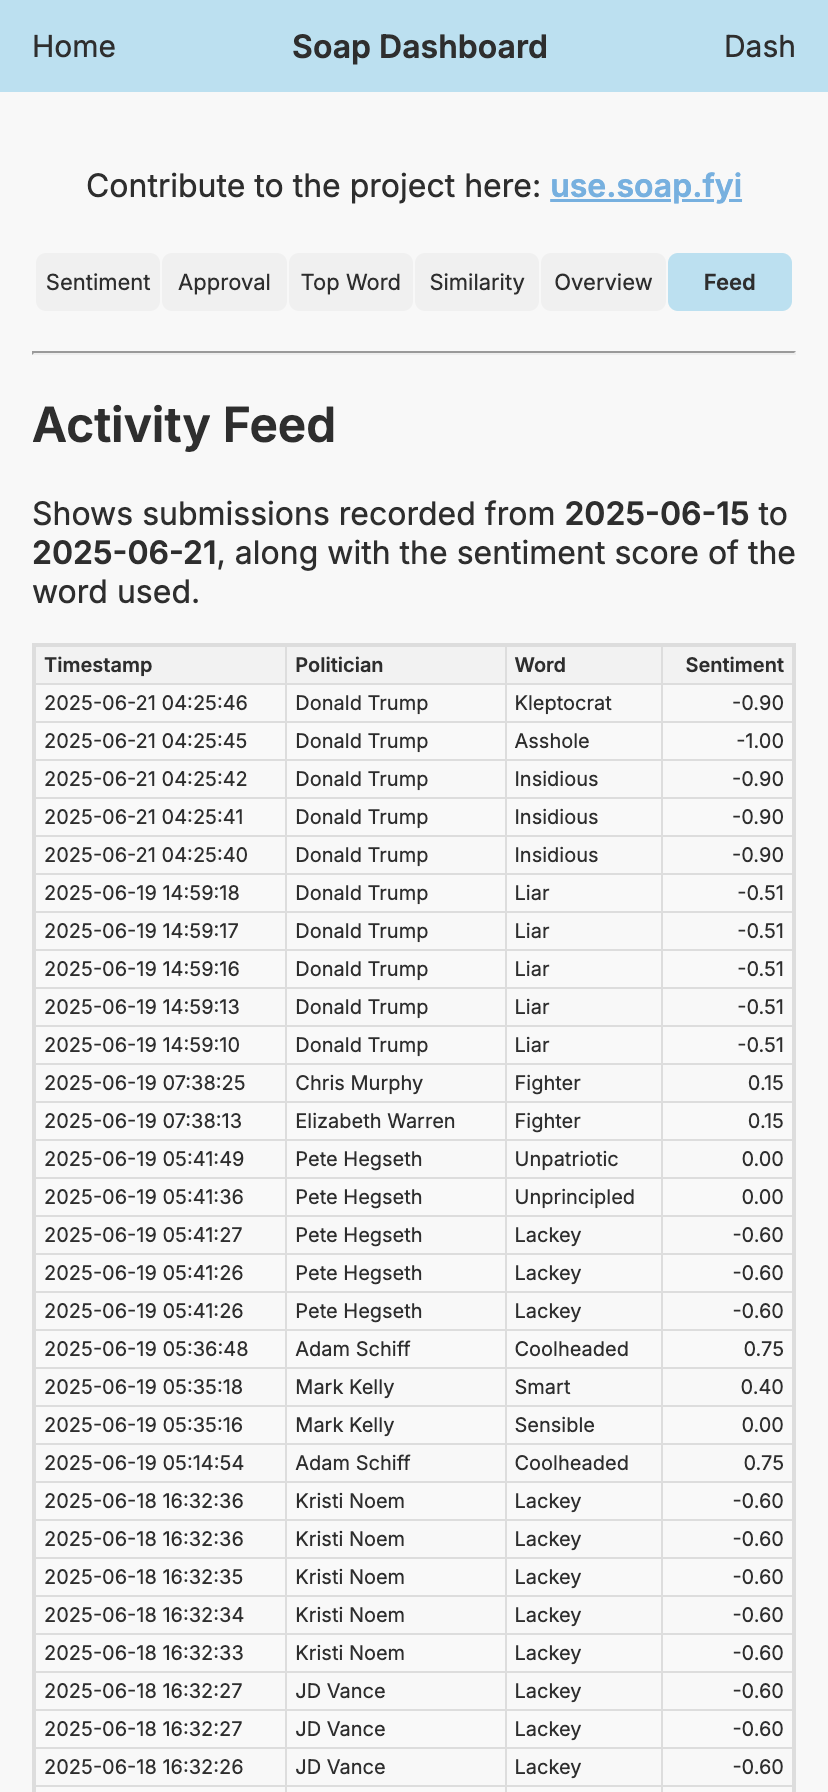 Home Soap Dashboard Dash
Contribute to the project here: use.soap.fyi
Sentiment Approval Top Word Similarity Overview Feed
Activity Feed
Shows submissions recorded from 2025-06-15 to
2025-06-21, along with the sentiment score of the
word used.
Timestamp Politician Word Sentiment
2025-06-21 04:25:46 Donald Trump Kleptocrat -0.90
2025-06-21 04:25:45 Donald Trump Asshole -1.00
2025-06-21 04:25:42 Donald Trump Insidious -0.90
2025-06-21 04:25:41 Donald Trump Insidious -0.90
2025-06-21 04:25:40 Donald Trump Insidious -0.90
2025-06-19 14:59:18 Donald Trump Liar -0.51
2025-06-19 14:59:17 Donald Trump Liar -0.51
2025-06-19 14:59:16 Donald Trump Liar -0.51
2025-06-19 14:59:13 Donald Trump Liar -0.51
2025-06-19 14:59:10 Donald Trump Liar -0.51
2025-06-19 07:38:25 Chris Murphy Fighter 0.15
2025-06-19 07:38:13 Elizabeth Warren Fighter 0.15
2025-06-19 05:41:49 Pete Hegseth Unpatriotic 0.00
2025-06-19 05:41:36 Pete Hegseth Unprincipled 0.00
2025-06-19 05:41:27 Pete Hegseth Lackey -0.60
2025-06-19 05:41:26 Pete Hegseth Lackey -0.60
2025-06-19 05:41:26 Pete Hegseth Lackey -0.60
2025-06-19 05:36:48 Adam Schiff Coolheaded 0.75
2025-06-19 05:35:18 Mark Kelly Smart 0.40
2025-06-19 05:35:16 Mark Kelly Sensible 0.00
2025-06-19 05:14:54 Adam Schiff Coolheaded 0.75
2025-06-18 16:32:36 Kristi Noem Lackey -0.60
2025-06-18 16:32:36 Kristi Noem Lackey -0.60
2025-06-18 16:32:35 Kristi Noem Lackey -0.60
2025-06-18 16:32:34 Kristi Noem Lackey -0.60
2025-06-18 16:32:33 Kristi Noem Lackey -0.60
2025-06-18 16:32:27 JD Vance Lackey -0.60
2025-06-18 16:32:27 JD Vance Lackey -0.60
2025-06-18 16:32:26 JD Vance Lackey -0.60